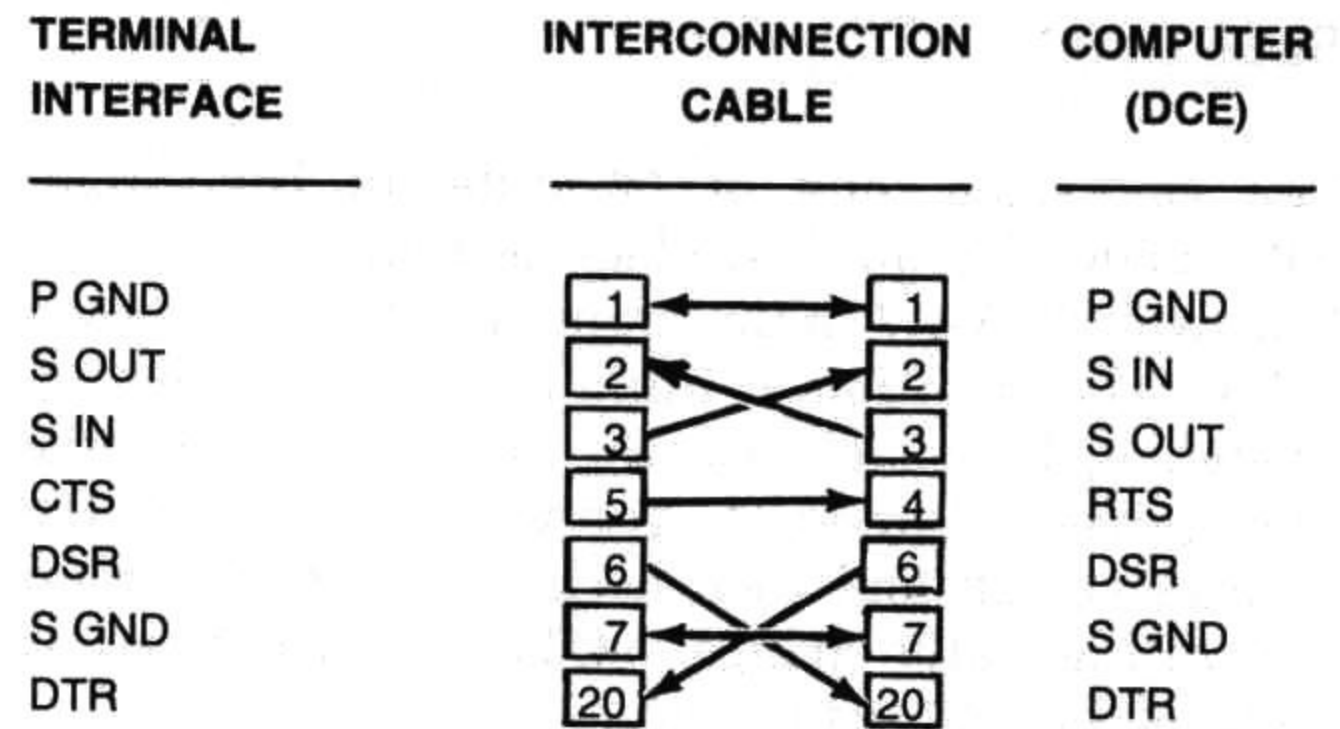 TERMINAL INTERCONNECTION COMPUTER
INTERFACE CABLE (DCE)
P GND 1 1 P GND
S OUT 2 2 S IN
S IN 3 3 S OUT
CTS 5 4 RTS
DSR 6 6 DSR
S GND 7 7 S GND
DTR 20 20 DTR